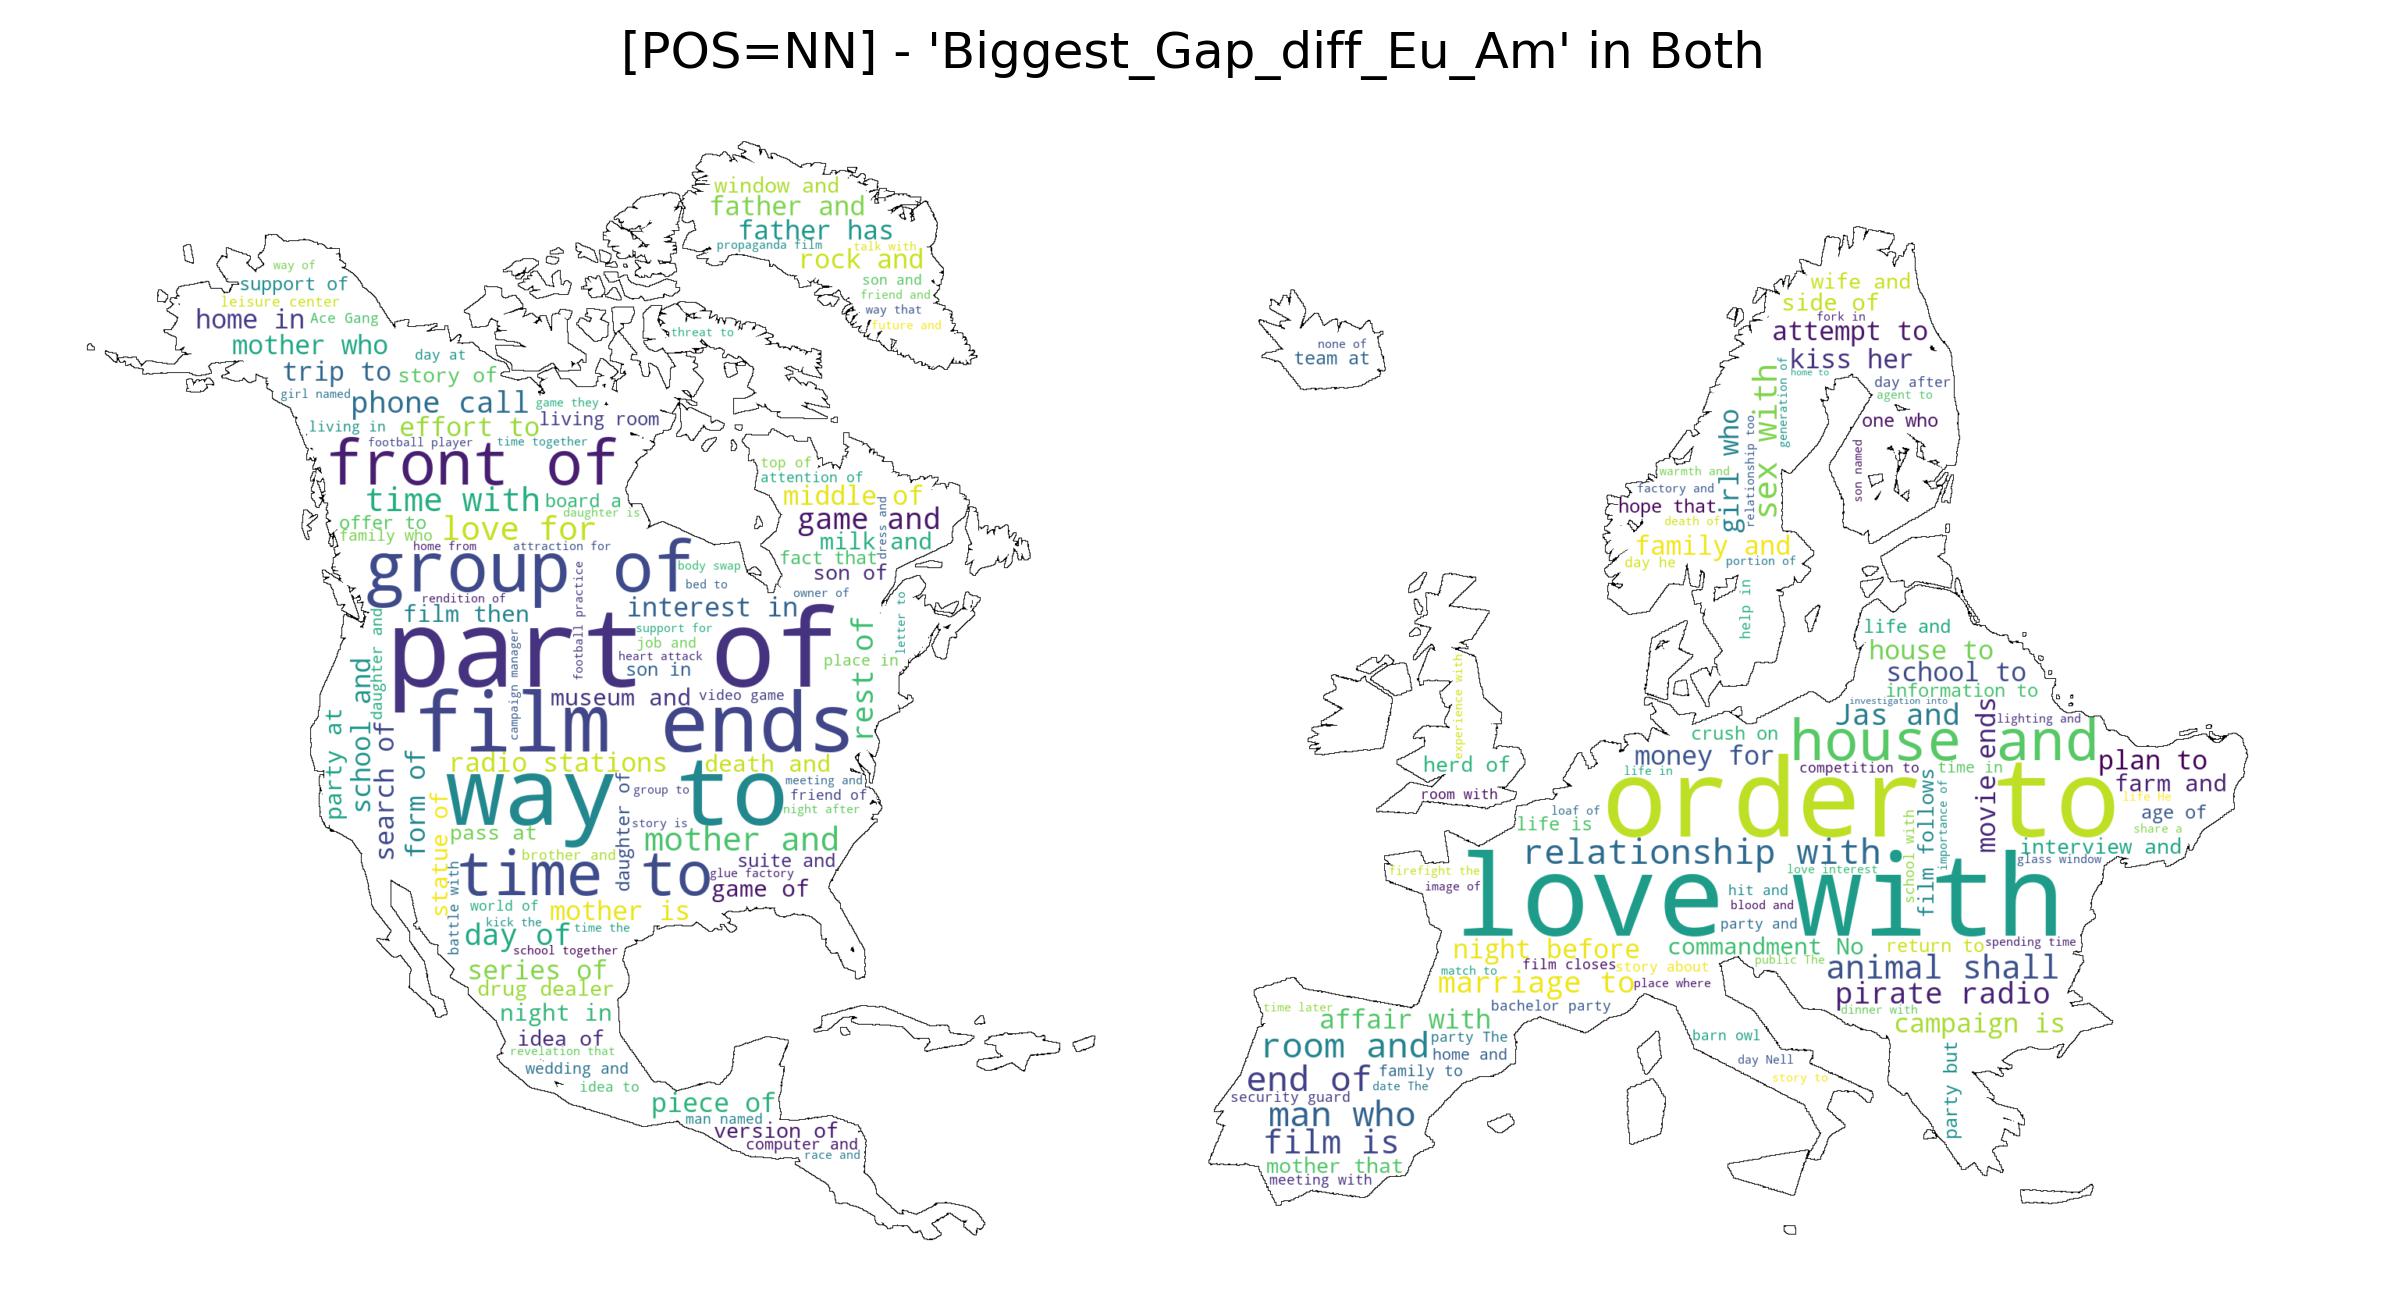 [POS=NN] - 'Biggest_Gap_diff_Eu_Am' in Both
window and
father and
father has
propaganda film
talk with
rock and
son and
friend and
way that
future and
threat to
way of
support of
leisure center
home in
Ace Gang
mother who
day at
trip to
story of
girl named
phone call
game they
living room
living in
effort to
football player
time together
front of
time with
board a
daughter is
offer to
love for
family who
home from
attraction for
group of
body swap
bed to
football practice
rendition of
film then
interest in
owner of
top of
attention of
middle of
dress and
game and
milk and
fact that
son of
letter to
part of
support for
job and
heart attack
son in
place in
rest of
daughter and
campaign manager
museum and
video game
school and
party at
search of
film ends
radio stations
death and
form of
way to
meeting and
group to
friend of
night after
daughter of
story is
statue of
pass at
mother and
brother and
suite and
time to
glue factory
game of
battle with
world of
mother is
kick the
day of
time the
school together
series of
drug dealer
night in
idea of
revelation that
wedding and
idea to
piece of
man named
version of
computer and
race and
none of
team at
wife and
side of
fork in
attempt to
kiss her
home to
day after
agent to
one who
son named
sex with
generation of
girl who
relationship too
warmth and
factory and
hope that
death of
family and
day he
portion of
help in
experience with
herd of
room with
life and
house to
school to
information to
investigation into
Jas and
movie ends
lighting and
crush on
house and
money for
life in
competition to
time in
plan to
farm and
life He
order to
loaf of
life is
age of
share a
interview and
glass window
school with
film follows
importance of
relationship with
love interest
firefight the
image of
love with
hit and
blood and
party and
night before
commandment No
return to
spending time
film closes
story about
public The
match to
marriage to
place where
animal shall
pirate radio
bachelor party
dinner with
campaign is
time later
affair with
party The
room and
home and
barn owl
day Nell
story to
party but
end of
family to
date The
security guard
man who
film is
mother that
meeting with